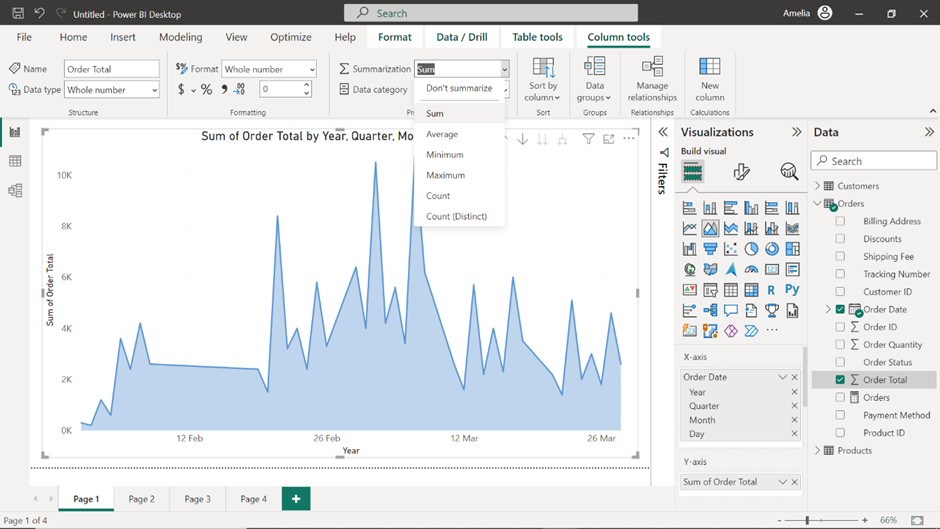 Untitled - Power BI Desktop
Search
Amelia
File Home Insert Modeling View Optimize Help Format Data / Drill Table tools Column tools
Name Order Total
Data type Whole number
Structure
Format Whole number
$ % 0
Formatting
Summarization Sum
Data category
Sort by column
Sort
Data groups
Groups
Manage relationships
Relationships
New column
Calculations
Don't summarize
Sum
Average
Minimum
Maximum
Count
Count (Distinct)
Sum of Order Total by Year, Quarter, Mo
Sum of Order Total
10K
8K
6K
4K
2K
0K
12 Feb 26 Feb 12 Mar 26 Mar
Year
Filters
Visualizations
Build visual
R Py
X-axis
Order Date
Year
Quarter
Month
Day
Y-axis
Sum of Order Total
Data
Search
Customers
Orders
Billing Address
Discounts
Shipping Fee
Tracking Number
Customer ID
Order Date
Order ID
Order Quantity
Order Status
Order Total
Orders
Payment Method
Product ID
Products
Page 1 Page 2 Page 3 Page 4
Page 1 of 4
66%